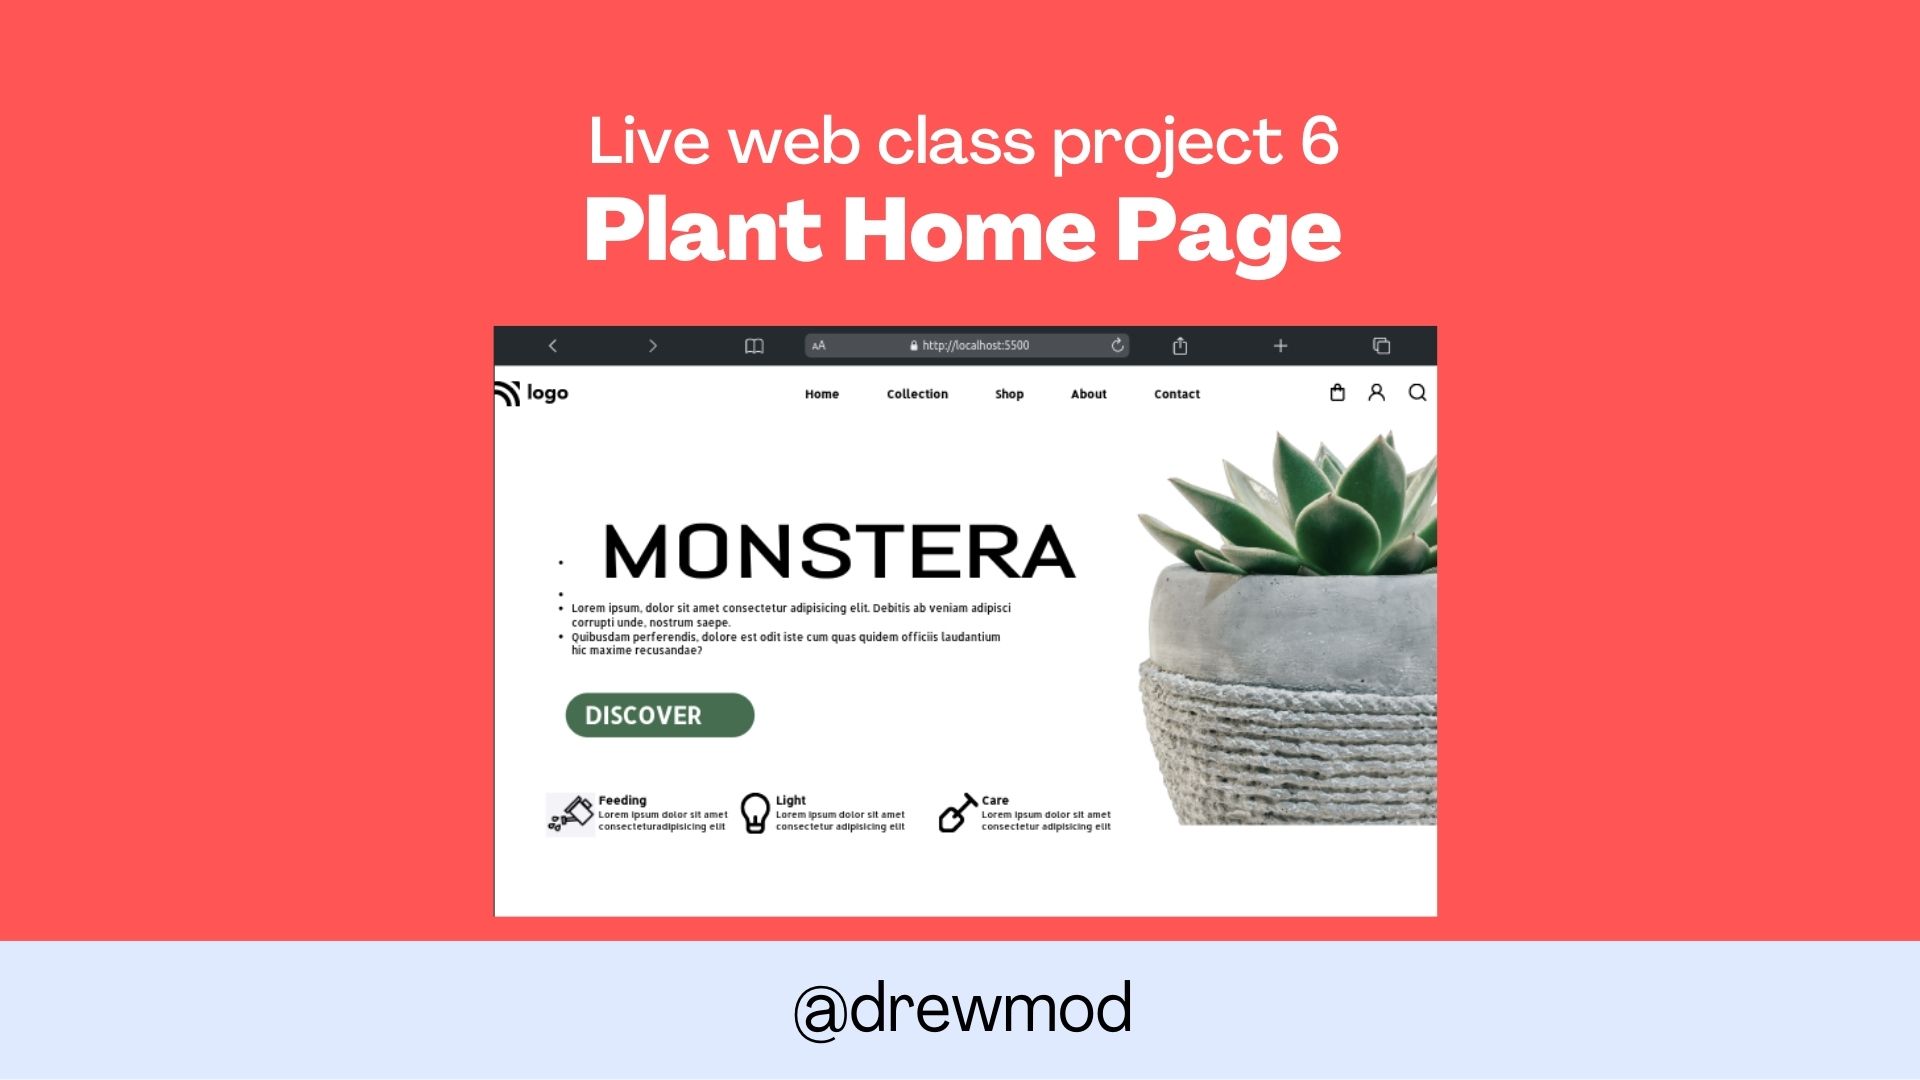 Live web class project 6
Plant Home Page
AA
http://localhost:5500
logo
Home Collection Shop About Contact
MONSTERA
Lorem ipsum, dolor sit amet consectetur adipisicing elit. Debitis ab veniam adipisci
corrupti unde, nostrum saepe.
Quibusdam perferendis, dolore est odit iste cum quas quidem officiis laudantium
hic maxime recusandae?
DISCOVER
Feeding
Lorem ipsum dolor sit amet
consecteturadipisicing elit
Light
Lorem ipsum dolor sit amet
consectetur adipisicing elit
Care
Lorem ipsum dolor sit amet
consectetur adipisicing elit
@drewmod